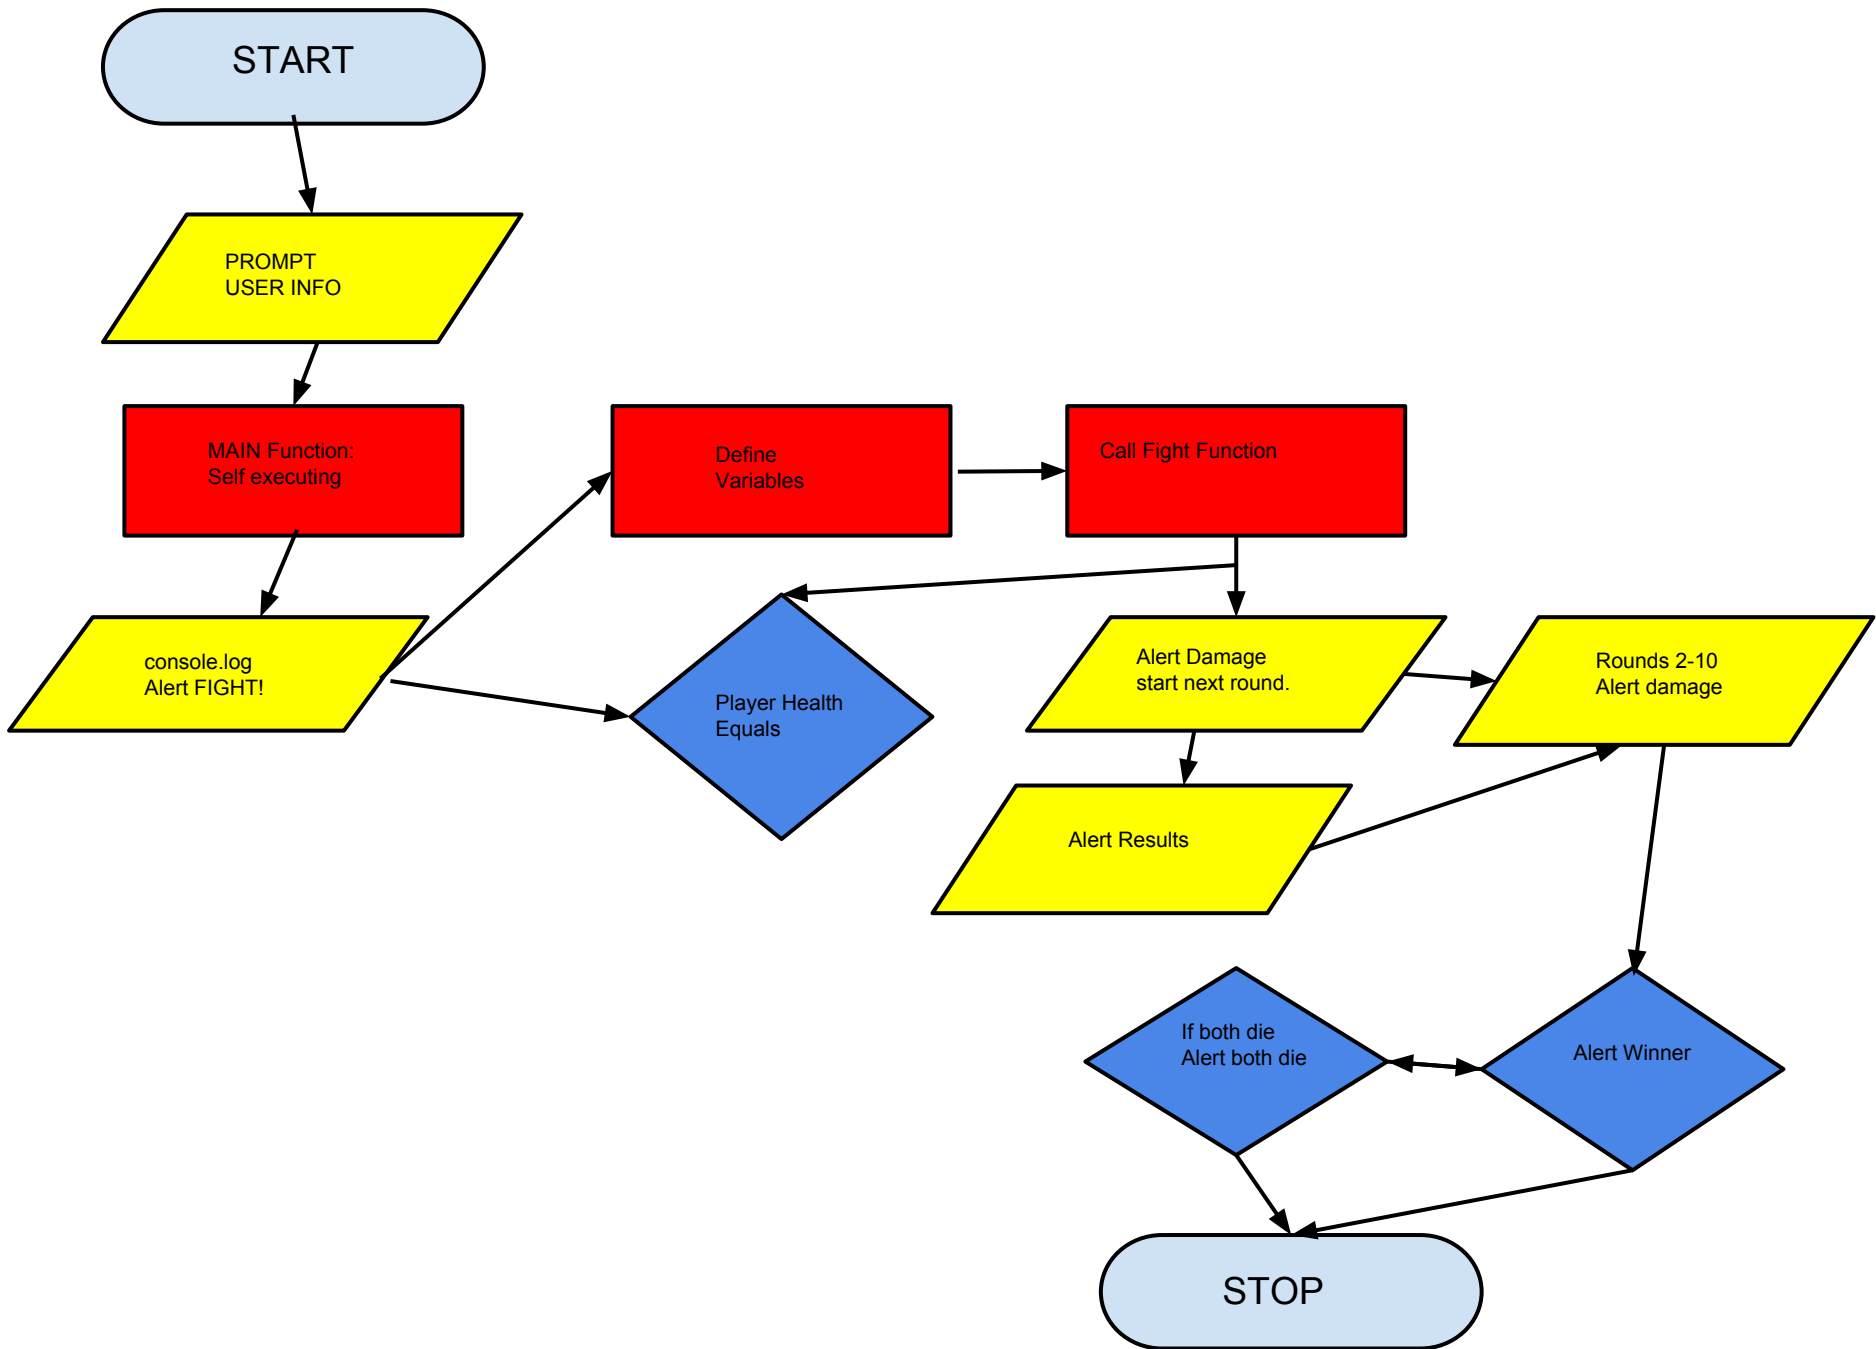 START
PROMPT
USER INFO
MAIN Function:
Self executing
Define
Variables
Call Fight Function
console.log
Alert FIGHT!
Player Health
Equals
Alert Damage
start next round.
Rounds 2-10
Alert damage
Alert Results
If both die
Alert both die
Alert Winner
STOP